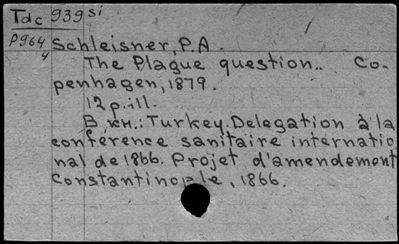 Tdc 939 si
P964 Schleisner, P.A.
4
The Plague question.. Co-
penhagen, 1879.
12 p. ill.
В кн.: Turkey. Delegation à la
conférence sanitaire internatio
nal de 1866. Projet d'amendement
Constantinople, 1866.